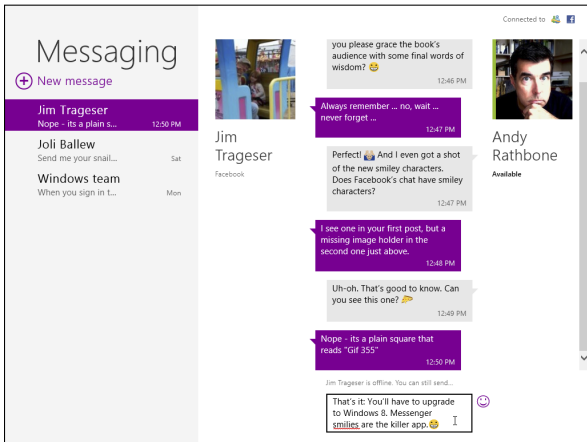 Connected to
Messaging
New message
Jim Trageser
Nope - its a plain s... 12:50 PM
Joli Ballew
Send me your snail... Sat
Windows team
When you sign in t... Mon
Jim
Trageser
Facebook
you please grace the book's
audience with some final words of
wisdom? 😁
12:46 PM
Always remember ... no, wait ...
never forget ...
12:47 PM
Perfect! 🙌 And I even got a shot
of the new smiley characters.
Does Facebook's chat have smiley
characters?
12:47 PM
I see one in your first post, but a
missing image holder in the
second one just above.
12:48 PM
Uh-oh. That's good to know. Can
you see this one? 🍕
12:49 PM
Nope - its a plain square that
reads "Gif 355"
12:50 PM
Jim Trageser is offline. You can still send...
That's it: You'll have to upgrade
to Windows 8. Messenger
smilies are the killer app. 😁
Andy
Rathbone
Available